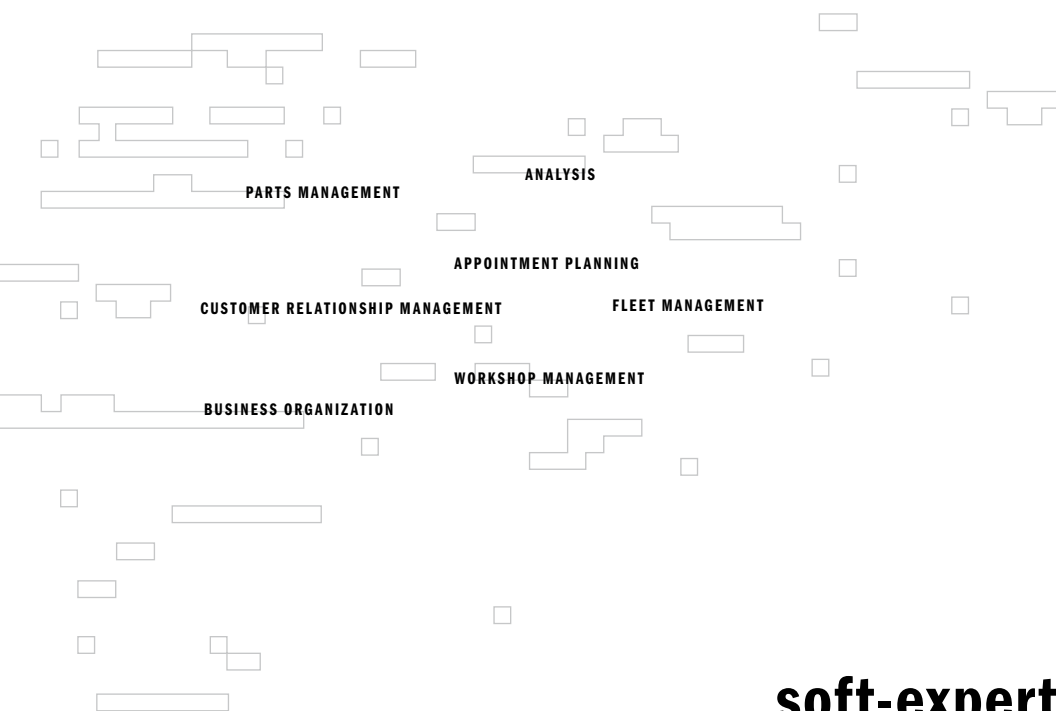 ANALYSIS
PARTS MANAGEMENT
APPOINTMENT PLANNING
CUSTOMER RELATIONSHIP MANAGEMENT
FLEET MANAGEMENT
WORKSHOP MANAGEMENT
BUSINESS ORGANIZATION
soft-expert